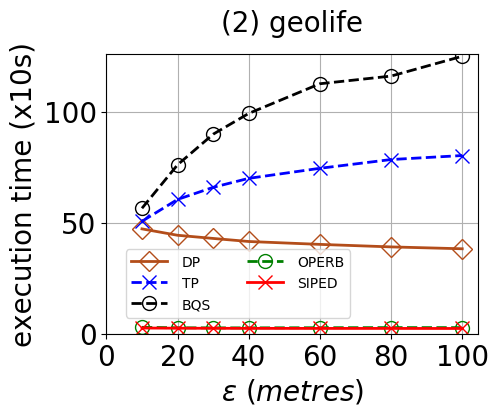 (2) geolife
execution time (x10s)
100
50
0
DP
TP
BQS
OPERB
SIPED
0 20 40 60 80 100
ε (metres)